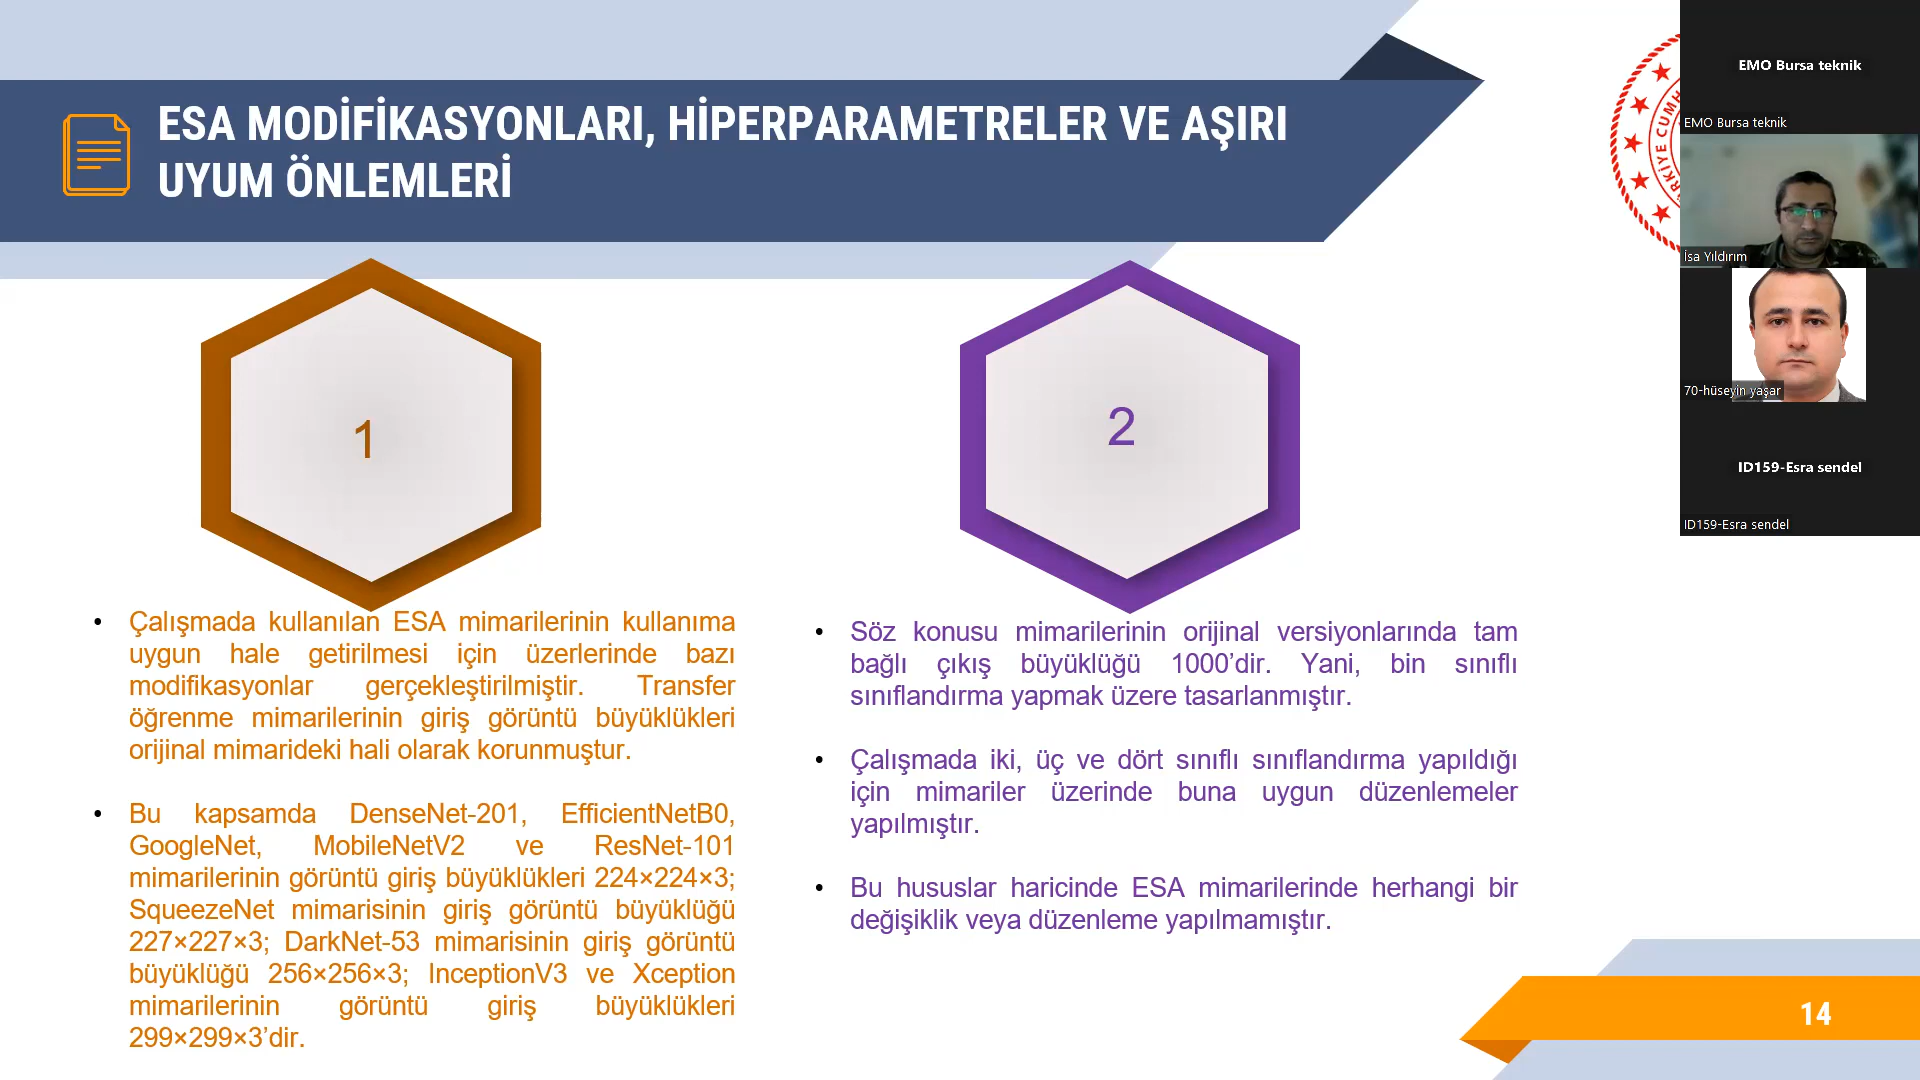 ESA MODİFİKASYONLARI, HİPERPARAMETRELER VE AŞIRI
UYUM ÖNLEMLERİ
1
• Çalışmada kullanılan ESA mimarilerinin kullanıma
uygun hale getirilmesi için üzerlerinde bazı
modifikasyonlar gerçekleştirilmiştir. Transfer
öğrenme mimarilerinin giriş görüntü büyüklükleri
orijinal mimarideki hali olarak korunmuştur.
• Bu kapsamda DenseNet-201, EfficientNetB0,
GoogleNet, MobileNetV2 ve ResNet-101
mimarilerinin görüntü giriş büyüklükleri 224×224×3;
SqueezeNet mimarisinin giriş görüntü büyüklüğü
227×227×3; DarkNet-53 mimarisinin giriş görüntü
büyüklüğü 256×256×3; InceptionV3 ve Xception
mimarilerinin görüntü giriş büyüklükleri
299×299×3’dir.
2
• Söz konusu mimarilerinin orijinal versiyonlarında tam
bağlı çıkış büyüklüğü 1000’dir. Yani, bin sınıflı
sınıflandırma yapmak üzere tasarlanmıştır.
• Çalışmada iki, üç ve dört sınıflı sınıflandırma yapıldığı
için mimariler üzerinde buna uygun düzenlemeler
yapılmıştır.
• Bu hususlar haricinde ESA mimarilerinde herhangi bir
değişiklik veya düzenleme yapılmamıştır.
14
EMO Bursa teknik
EMO Bursa teknik
İsa Yıldırım
70-hüseyin yaşar
ID159-Esra sendel
ID159-Esra sendel